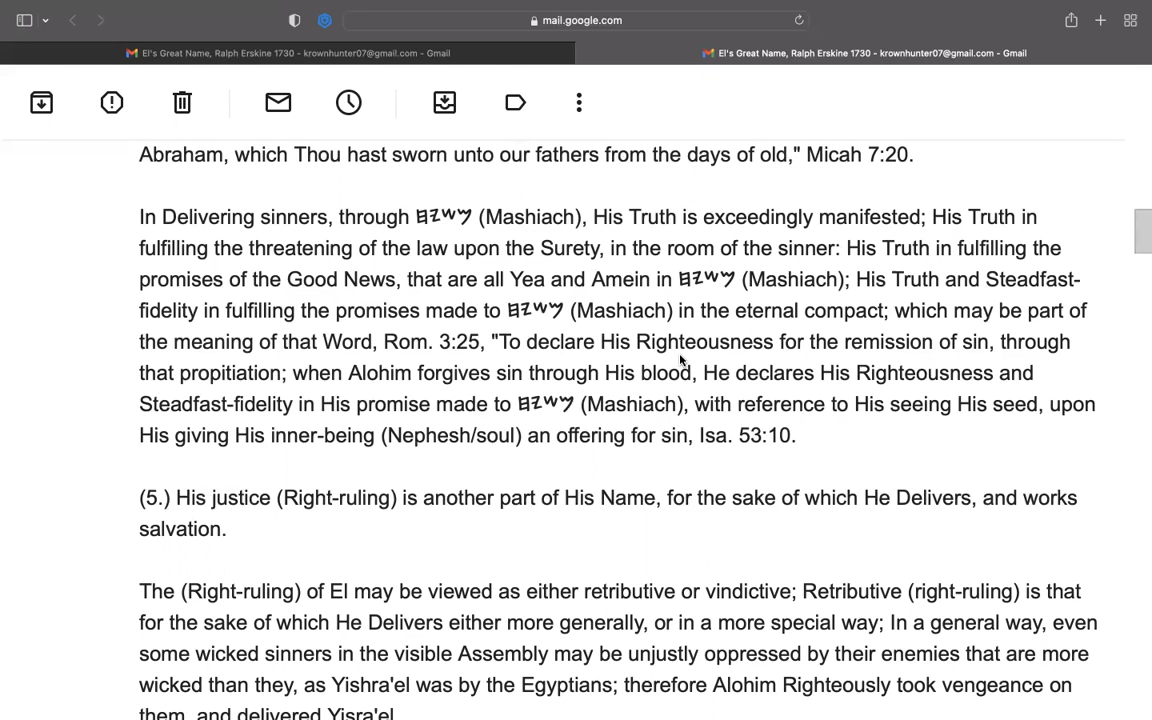 mail.google.com
El's Great Name, Ralph Erskine 1730 - krownhunter07@gmail.com - Gmail
El's Great Name, Ralph Erskine 1730 - krownhunter07@gmail.com - Gmail
Abraham, which Thou hast sworn unto our fathers from the days of old," Micah 7:20.
In Delivering sinners, through 𐤌𐤔𐤉𐤇 (Mashiach), His Truth is exceedingly manifested; His Truth in
fulfilling the threatening of the law upon the Surety, in the room of the sinner: His Truth in fulfilling the
promises of the Good News, that are all Yea and Amein in 𐤌𐤔𐤉𐤇 (Mashiach); His Truth and Steadfast-
fidelity in fulfilling the promises made to 𐤌𐤔𐤉𐤇 (Mashiach) in the eternal compact; which may be part of
the meaning of that Word, Rom. 3:25, "To declare His Righteousness for the remission of sin, through
that propitiation; when Alohim forgives sin through His blood, He declares His Righteousness and
Steadfast-fidelity in His promise made to 𐤌𐤔𐤉𐤇 (Mashiach), with reference to His seeing His seed, upon
His giving His inner-being (Nephesh/soul) an offering for sin, Isa. 53:10.
(5.) His justice (Right-ruling) is another part of His Name, for the sake of which He Delivers, and works
salvation.
The (Right-ruling) of El may be viewed as either retributive or vindictive; Retributive (right-ruling) is that
for the sake of which He Delivers either more generally, or in a more special way; In a general way, even
some wicked sinners in the visible Assembly may be unjustly oppressed by their enemies that are more
wicked than they, as Yishra'el was by the Egyptians; therefore Alohim Righteously took vengeance on
them, and delivered Yisra'el